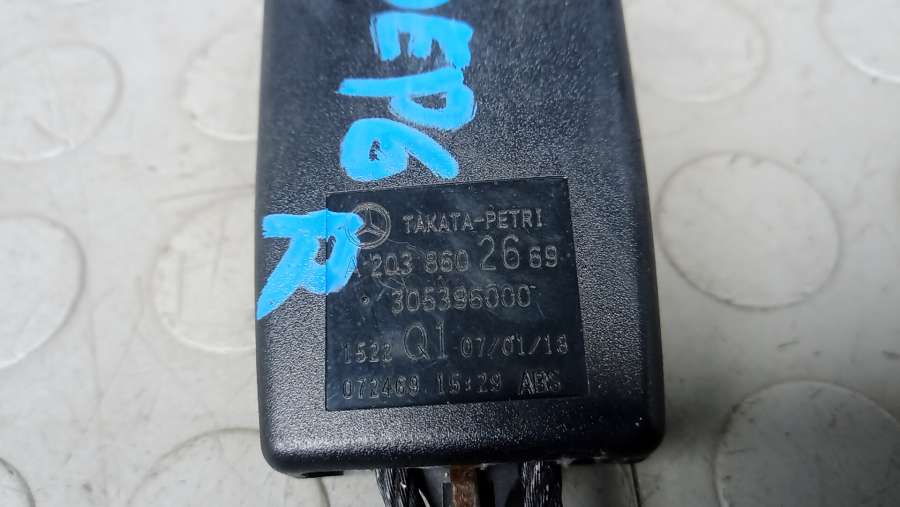 TAKATA-PETRI
A 203 860 26 69
305396000
1522 Q1 07/01/13
072469 15:29 ABS
R